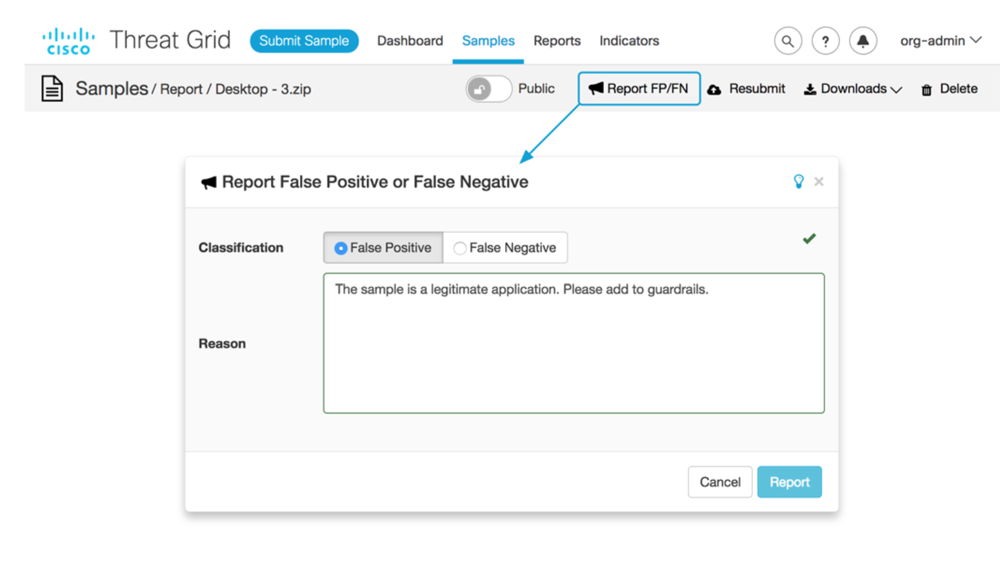 CISCO Threat Grid Submit Sample Dashboard Samples Reports Indicators ? org-admin
Samples / Report / Desktop - 3.zip Public Report FP/FN Resubmit Downloads Delete
Report False Positive or False Negative ×
Classification False Positive False Negative
The sample is a legitimate application. Please add to guardrails.
Reason
Cancel Report